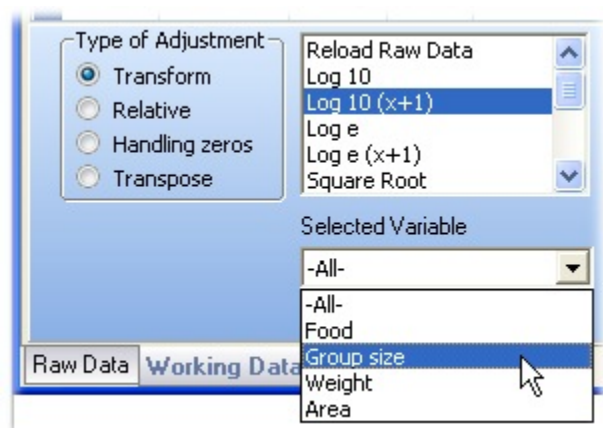 Type of Adjustment
Transform
Relative
Handling zeros
Transpose
Reload Raw Data
Log 10
Log 10 (x+1)
Log e
Log e (x+1)
Square Root
Selected Variable
-All-
-All-
Food
Group size
Weight
Area
Raw Data
Working Data